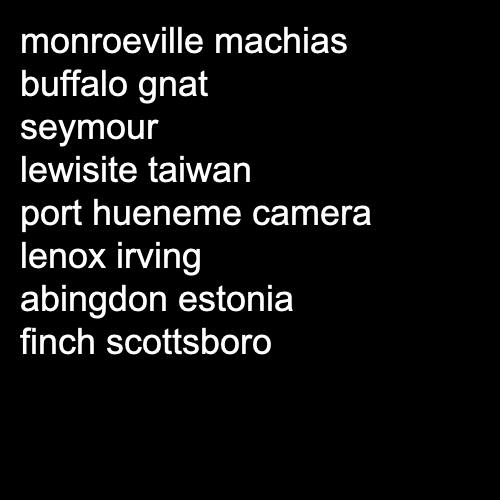 monroeville machias
buffalo gnat
seymour
lewisite taiwan
port hueneme camera
lenox irving
abingdon estonia
finch scottsboro